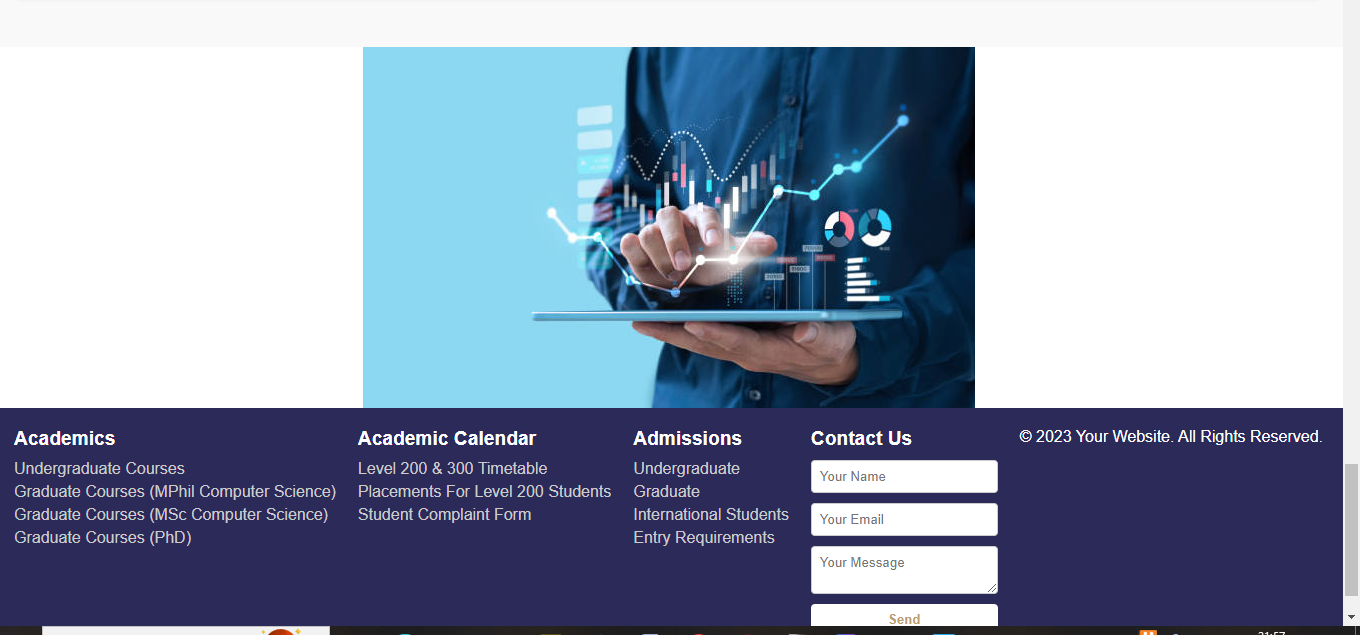 Academics
Undergraduate Courses
Graduate Courses (MPhil Computer Science)
Graduate Courses (MSc Computer Science)
Graduate Courses (PhD)
Academic Calendar
Level 200 & 300 Timetable
Placements For Level 200 Students
Student Complaint Form
Admissions
Undergraduate
Graduate
International Students
Entry Requirements
Contact Us
Your Name
Your Email
Your Message
Send
© 2023 Your Website. All Rights Reserved.